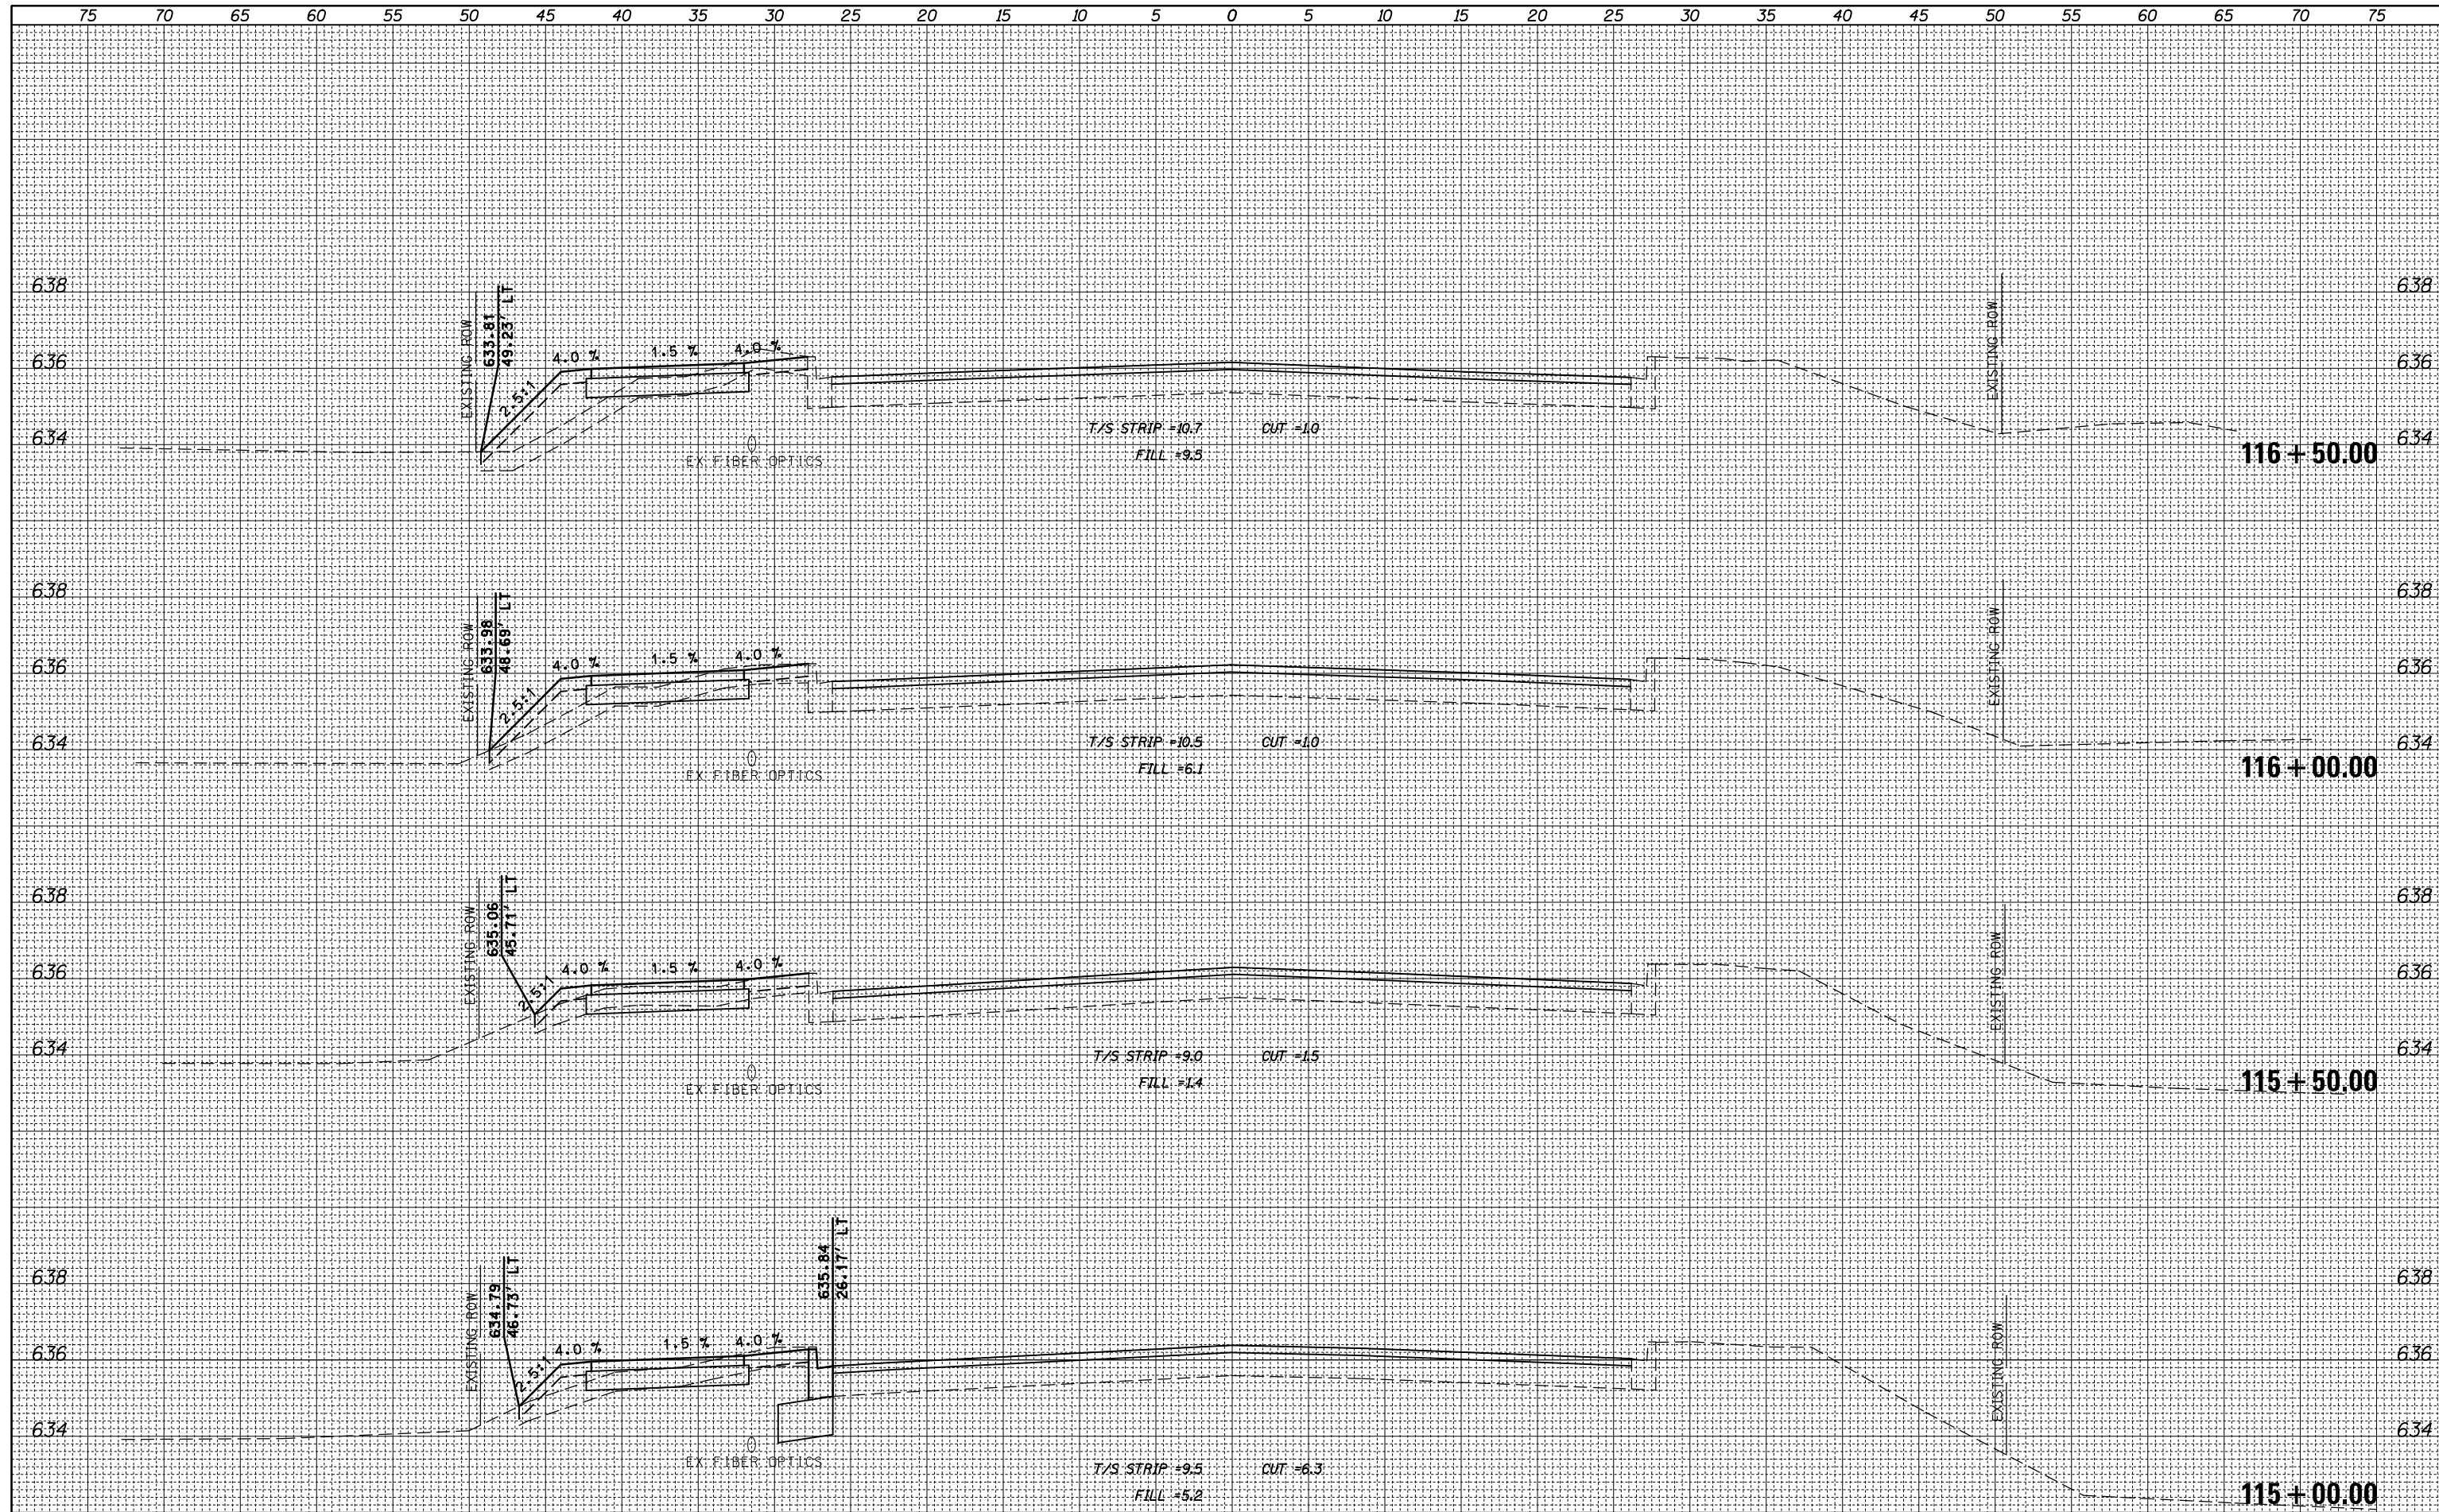 75 70 65 60 55 50 45 40 35 30 25 20 15 10 5 0 5 10 15 20 25 30 35 40 45 50 55 60 65 70 75
638 638
EXISTING ROW
633.81
49.23' LT
EXISTING ROW
636 636
4.0 % 1.5 % 4.0 %
2.5:1
634 634
EX FIBER OPTICS
T/S STRIP =10.7 CUT =1.0
FILL =9.5
116 + 50.00
638 638
EXISTING ROW
633.98
48.69' LT
EXISTING ROW
636 636
4.0 % 1.5 % 4.0 %
2.5:1
634 634
EX FIBER OPTICS
T/S STRIP =10.5 CUT =1.0
FILL =6.1
116 + 00.00
638 638
EXISTING ROW
635.06
45.71' LT
EXISTING ROW
636 636
4.0 % 1.5 % 4.0 %
2.5:1
634 634
EX FIBER OPTICS
T/S STRIP =9.0 CUT =1.5
FILL =1.4
115 + 50.00
635.84
26.17' LT
638 638
EXISTING ROW
634.79
46.73' LT
EXISTING ROW
636 636
4.0 % 1.5 % 4.0 %
2.5:1
634 634
EX FIBER OPTICS
T/S STRIP =9.5 CUT =6.3
FILL =5.2
115 + 00.00